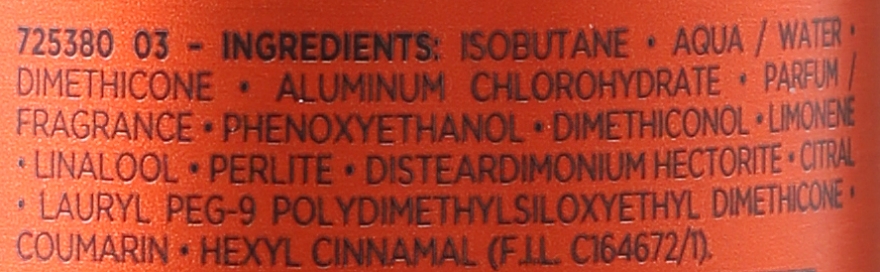 725380 03 - INGREDIENTS: ISOBUTANE • AQUA / WATER •
DIMETHICONE • ALUMINUM CHLOROHYDRATE • PARFUM /
FRAGRANCE • PHENOXYETHANOL • DIMETHICONOL • LIMONENE
• LINALOOL • PERLITE • DISTEARDIMONIUM HECTORITE • CITRAL
• LAURYL PEG-9 POLYDIMETHYLSILOXYETHYL DIMETHICONE •
COUMARIN • HEXYL CINNAMAL (F.I.L. C164672/1).